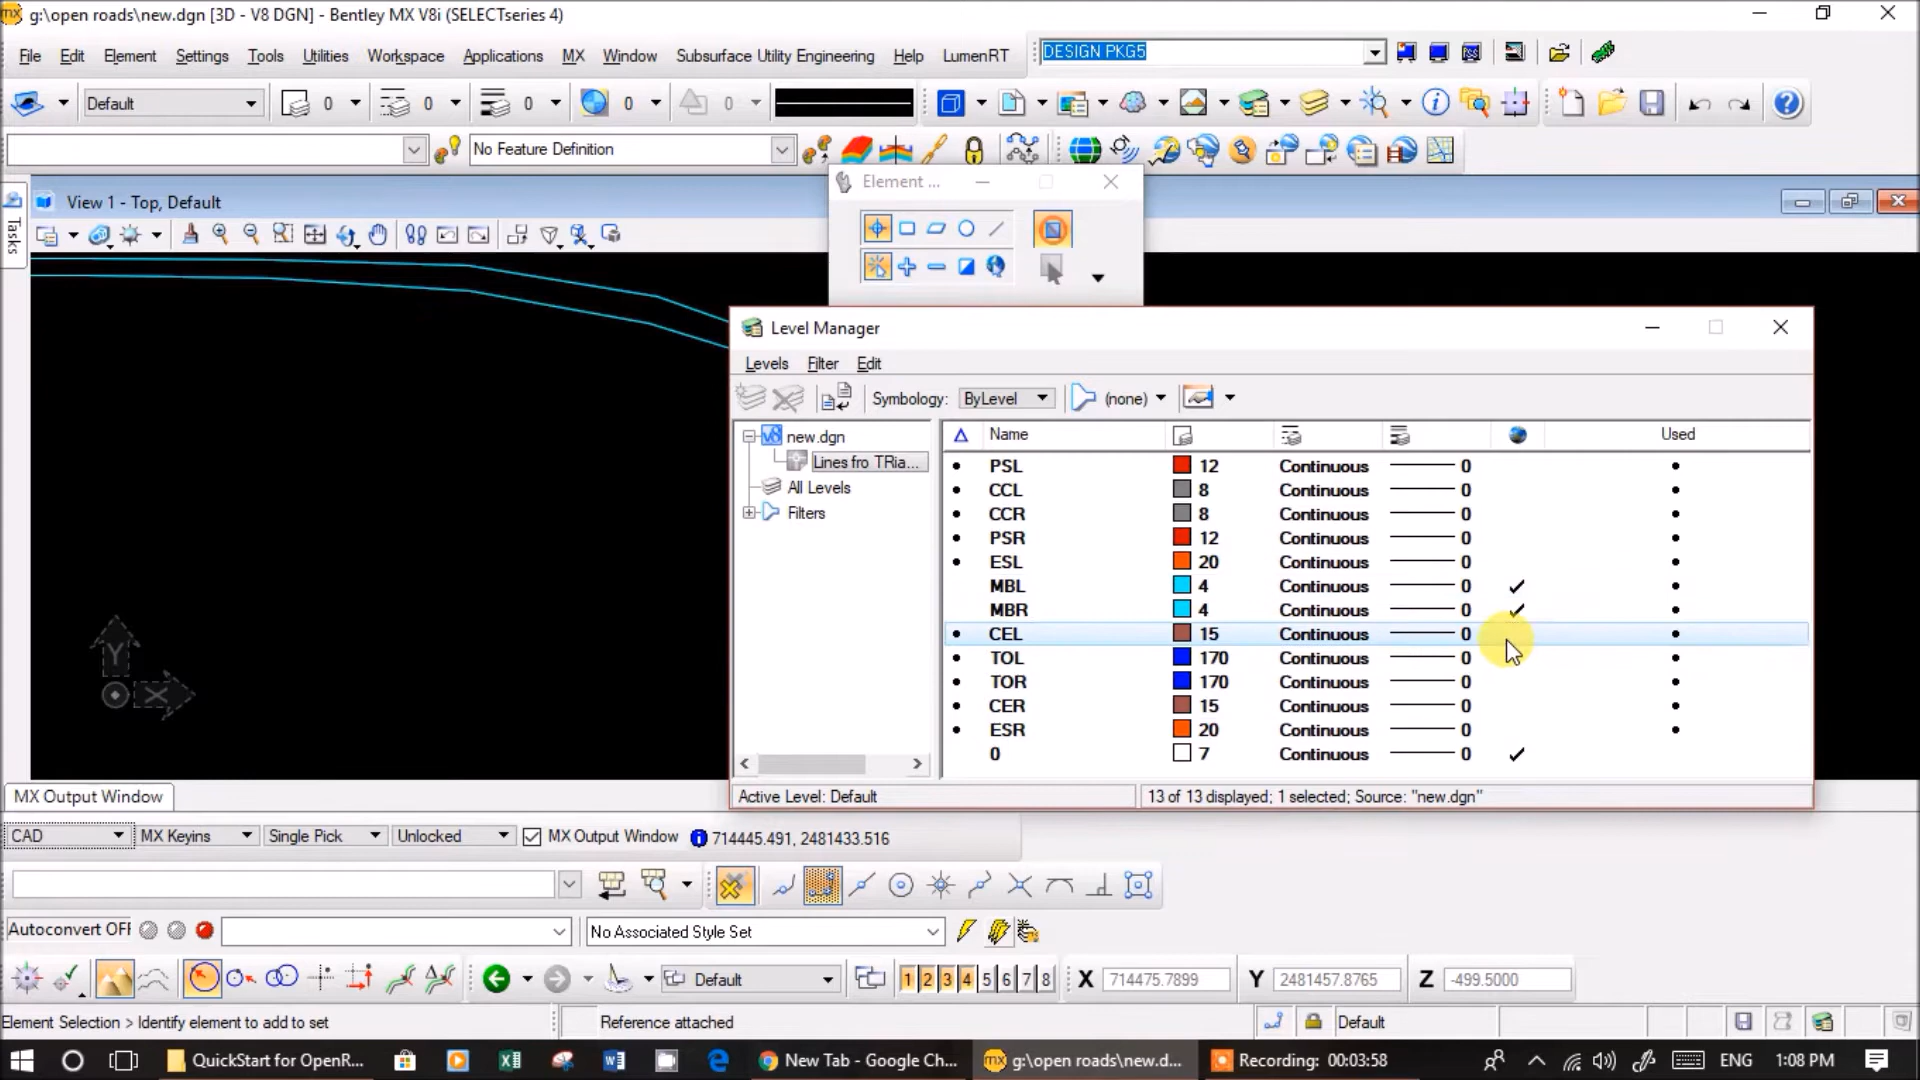 g:\open roads\new.dgn [3D - V8 DGN] - Bentley MX V8i (SELECTseries 4)
File Edit Element Settings Tools Utilities Workspace Applications MX Window Subsurface Utility Engineering Help LumenRT DESIGN PKG5
Default 0 0 0 0 0
No Feature Definition
Element ...
Tasks
View 1 - Top, Default
Level Manager
Levels Filter Edit
Symbology: ByLevel (none)
new.dgn
Lines fro TRia...
All Levels
Filters
Name Used
PSL 12 Continuous 0
CCL 8 Continuous 0
CCR 8 Continuous 0
PSR 12 Continuous 0
ESL 20 Continuous 0
MBL 4 Continuous 0
MBR 4 Continuous 0
CEL 15 Continuous 0
TOL 170 Continuous 0
TOR 170 Continuous 0
CER 15 Continuous 0
ESR 20 Continuous 0
0 7 Continuous 0
Y
X
Active Level: Default 13 of 13 displayed; 1 selected; Source: "new.dgn"
MX Output Window
CAD MX Keyins Single Pick Unlocked MX Output Window 714445.491, 2481433.516
Autoconvert OFF No Associated Style Set
Default 1 2 3 4 5 6 7 8 X 714475.7899 Y 2481457.8765 Z -499.5000
Element Selection > Identify element to add to set Reference attached Default
QuickStart for OpenR... New Tab - Google Ch... g:\open roads\new.d... Recording: 00:03:58 ENG 1:08 PM